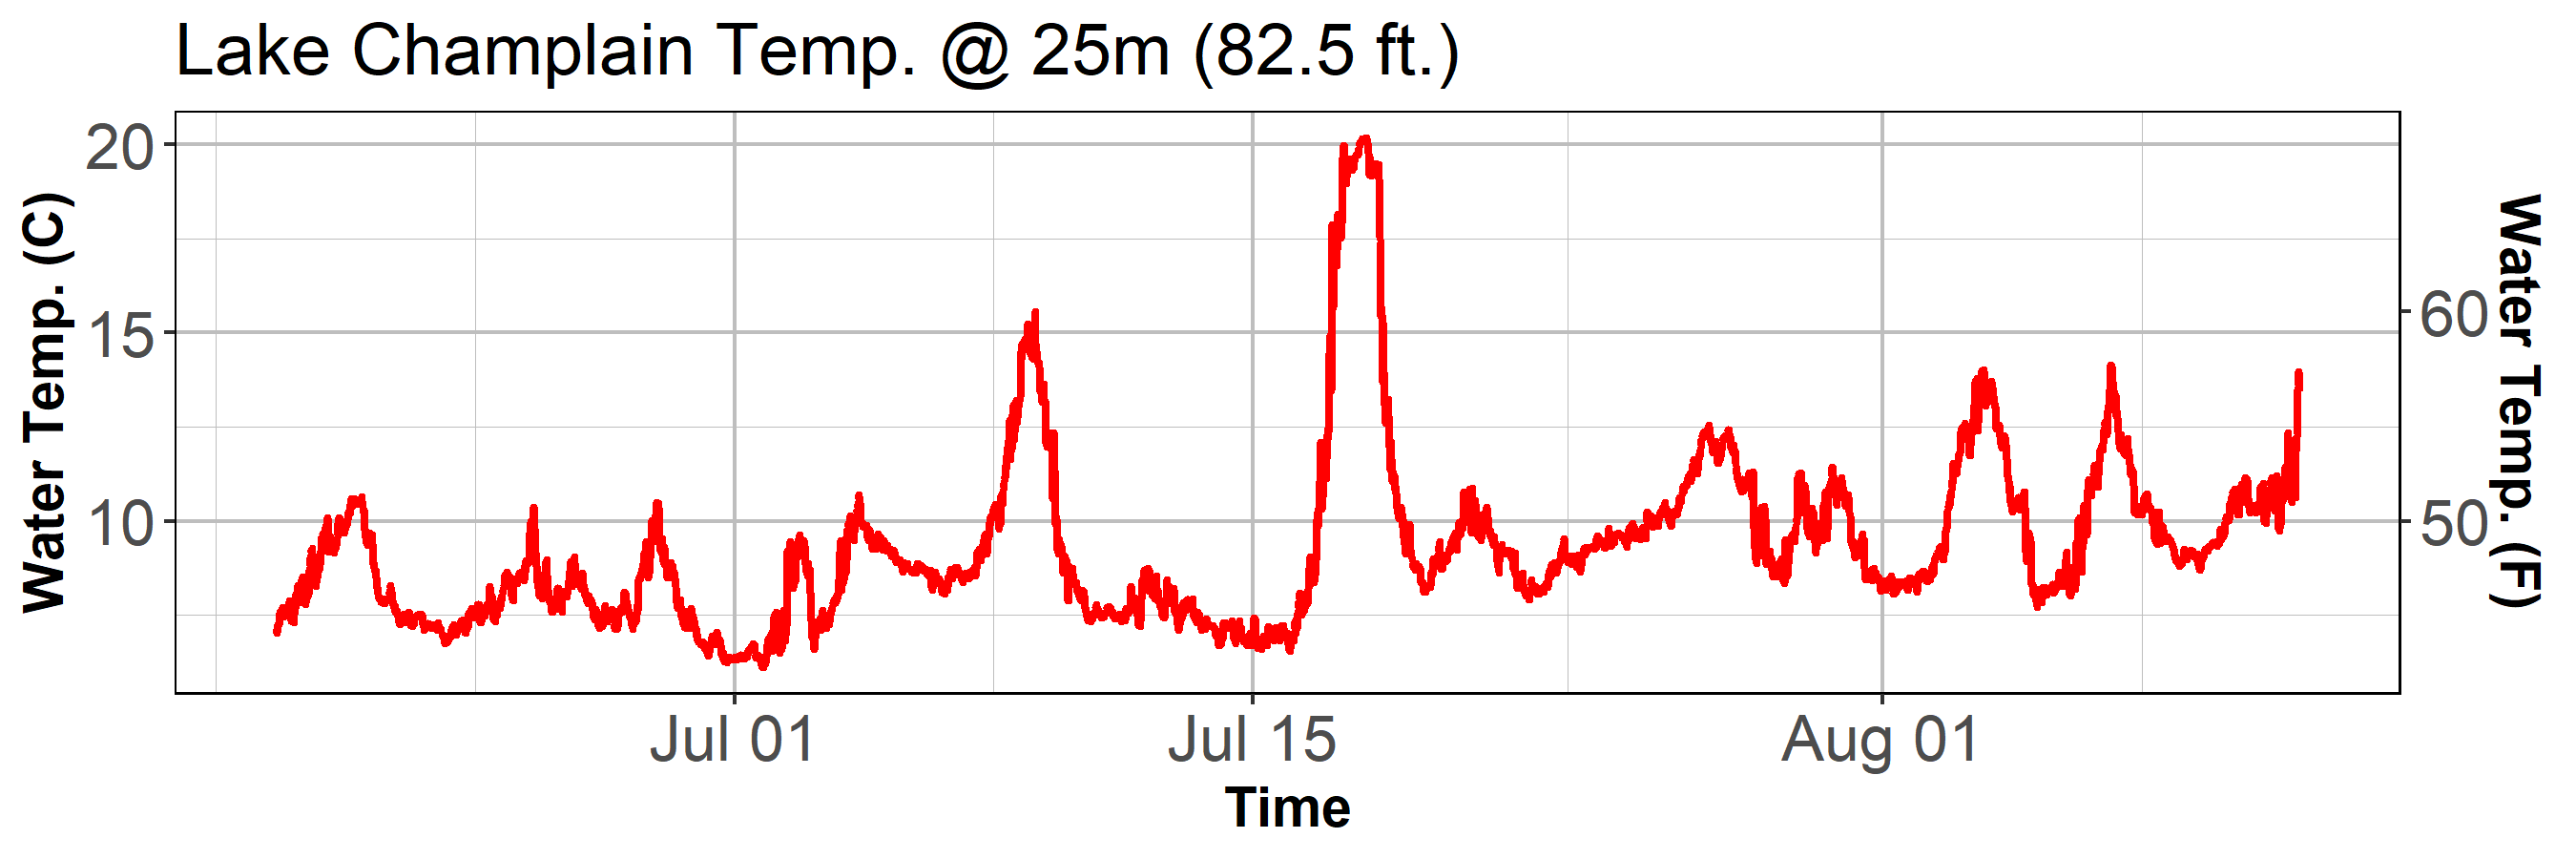 Lake Champlain Temp. @ 25m (82.5 ft.)
Water Temp. (C)
20
15
10
60
50
Water Temp. (F)
Jul 01
Jul 15
Aug 01
Time